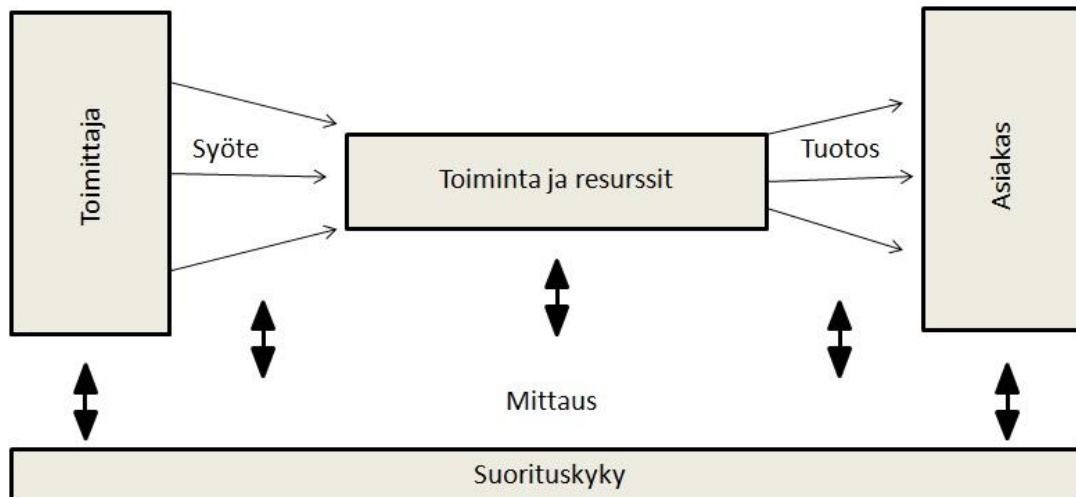 Toimittaja
Syöte
Toiminta ja resurssit
Tuotos
Asiakas
Mittaus
Suorituskyky